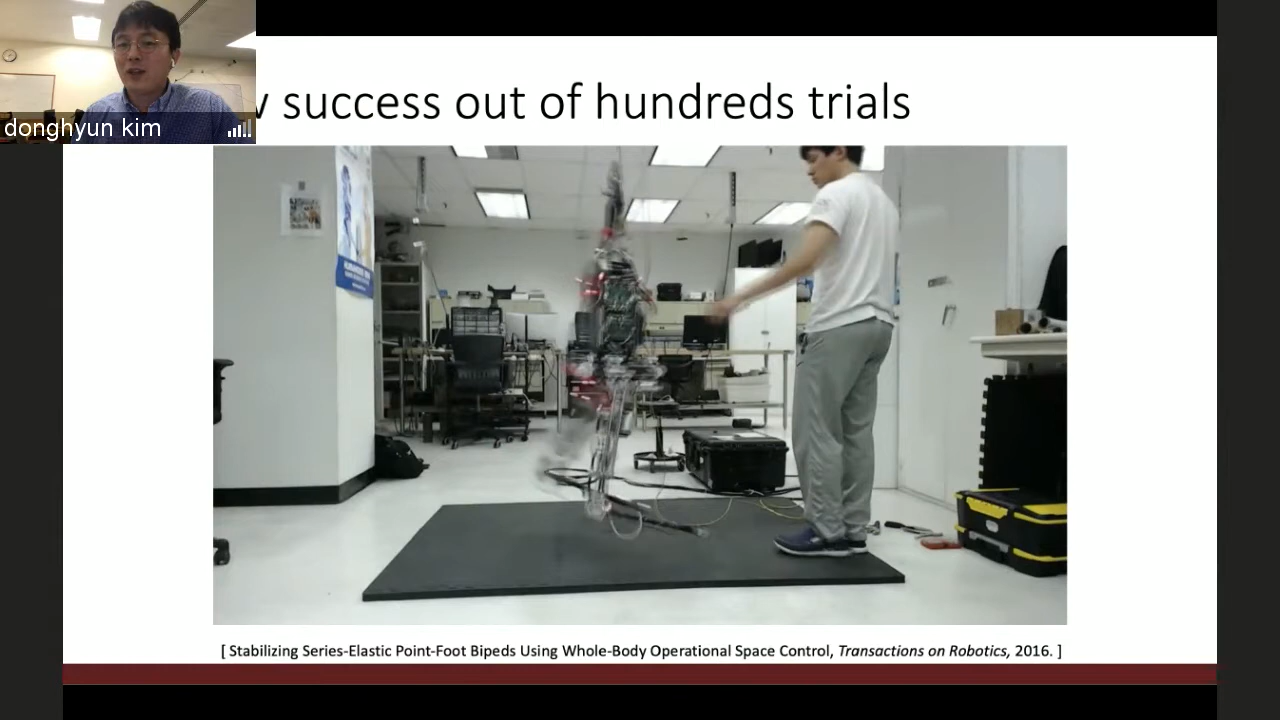 success out of hundreds trials
donghyun kim
[ Stabilizing Series-Elastic Point-Foot Bipeds Using Whole-Body Operational Space Control, Transactions on Robotics, 2016. ]